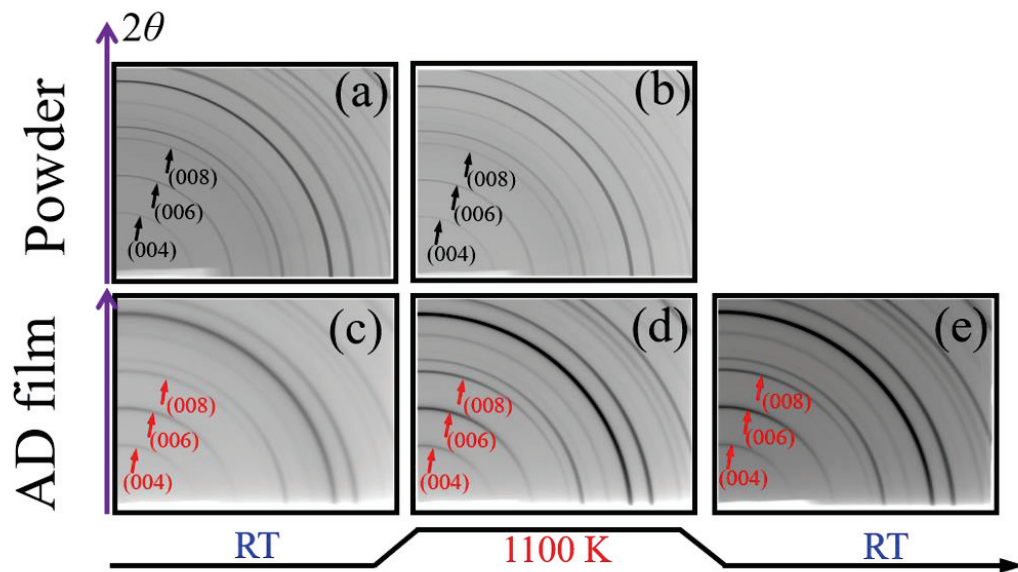 2θ
Powder
(a)
(008)
(006)
(004)
(b)
(008)
(006)
(004)
AD film
(c)
(008)
(006)
(004)
(d)
(008)
(006)
(004)
(e)
(008)
(006)
(004)
RT
1100 K
RT